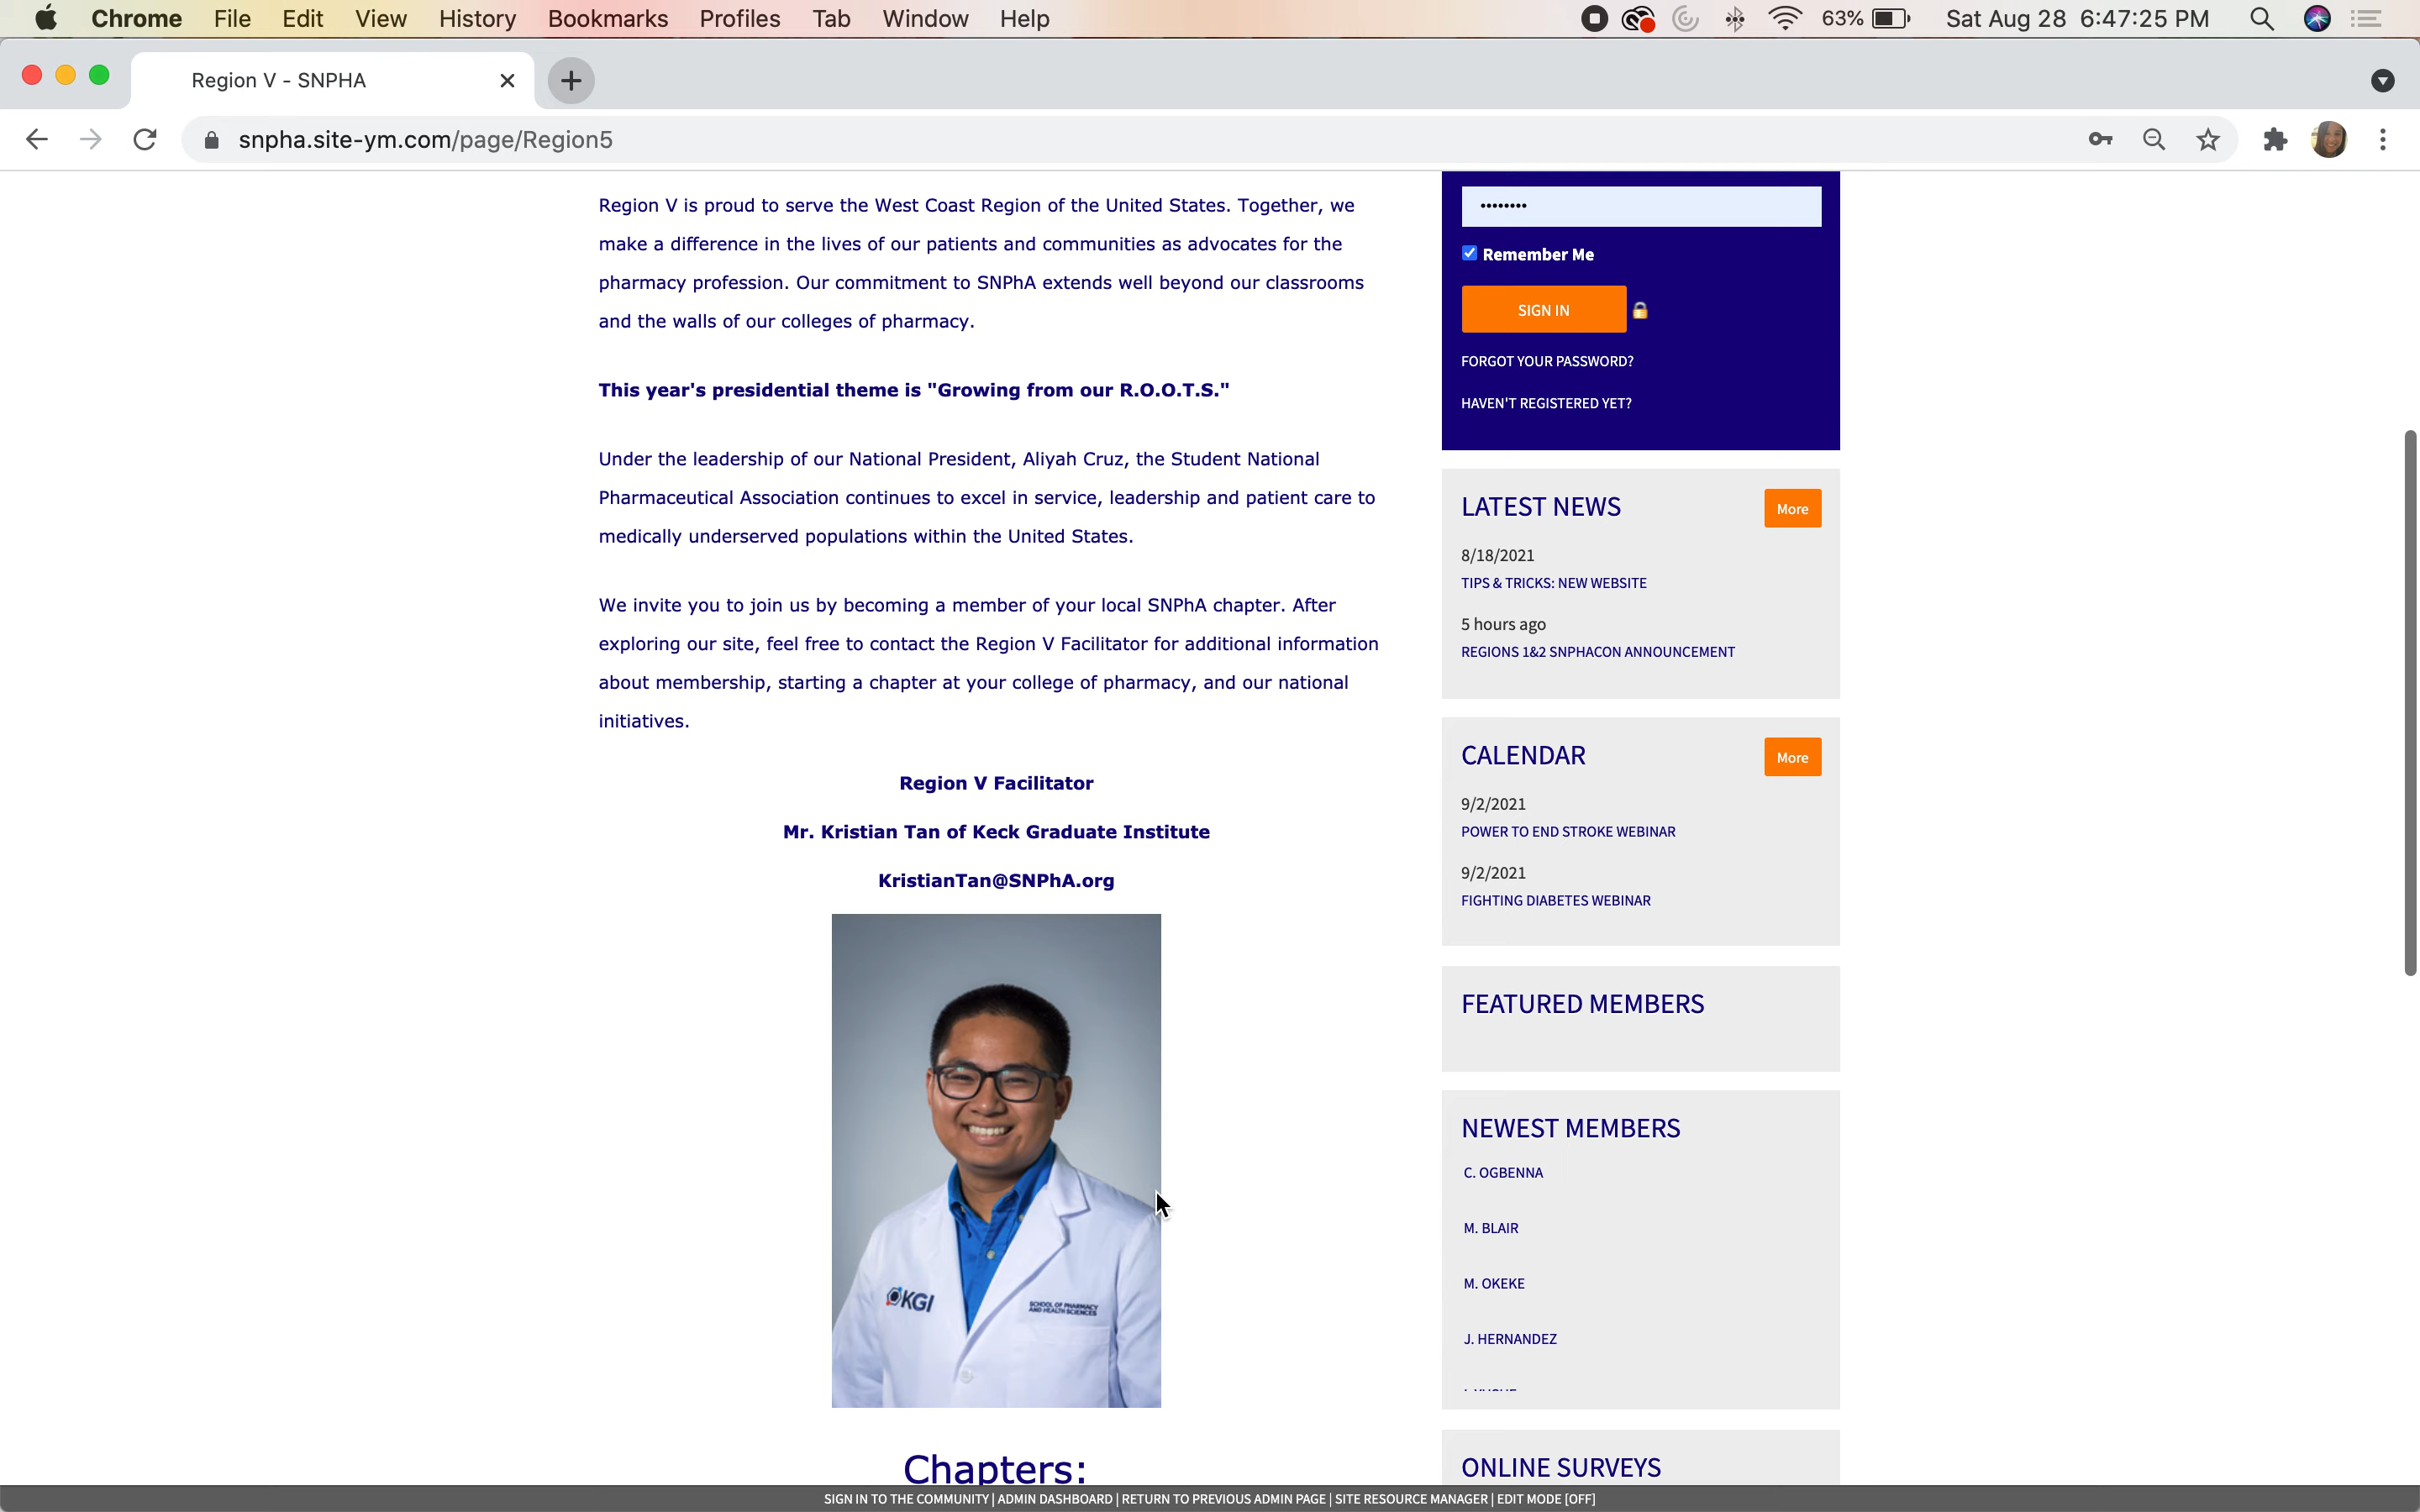 Chrome File Edit View History Bookmarks Profiles Tab Window Help 63% Sat Aug 28 6:47:25 PM
Region V - SNPHA
snpha.site-ym.com/page/Region5
Region V is proud to serve the West Coast Region of the United States. Together, we
make a difference in the lives of our patients and communities as advocates for the
pharmacy profession. Our commitment to SNPhA extends well beyond our classrooms
and the walls of our colleges of pharmacy.
This year's presidential theme is "Growing from our R.O.O.T.S."
Under the leadership of our National President, Aliyah Cruz, the Student National
Pharmaceutical Association continues to excel in service, leadership and patient care to
medically underserved populations within the United States.
We invite you to join us by becoming a member of your local SNPhA chapter. After
exploring our site, feel free to contact the Region V Facilitator for additional information
about membership, starting a chapter at your college of pharmacy, and our national
initiatives.
Region V Facilitator
Mr. Kristian Tan of Keck Graduate Institute
KristianTan@SNPhA.org
KGI
SCHOOL OF PHARMACY
AND HEALTH SCIENCES
Chapters:
••••••••
Remember Me
SIGN IN
FORGOT YOUR PASSWORD?
HAVEN'T REGISTERED YET?
LATEST NEWS
More
8/18/2021
TIPS & TRICKS: NEW WEBSITE
5 hours ago
REGIONS 1&2 SNPHACON ANNOUNCEMENT
CALENDAR
More
9/2/2021
POWER TO END STROKE WEBINAR
9/2/2021
FIGHTING DIABETES WEBINAR
FEATURED MEMBERS
NEWEST MEMBERS
C. OGBENNA
M. BLAIR
M. OKEKE
J. HERNANDEZ
ONLINE SURVEYS
SIGN IN TO THE COMMUNITY | ADMIN DASHBOARD | RETURN TO PREVIOUS ADMIN PAGE | SITE RESOURCE MANAGER | EDIT MODE [OFF]